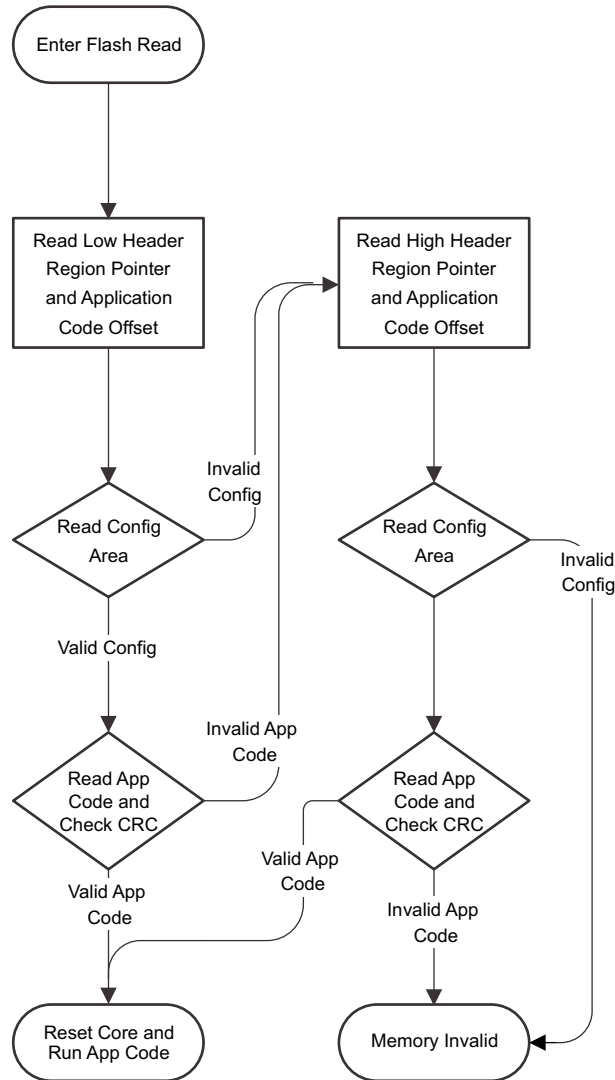 Enter Flash Read
Read Low Header
Region Pointer
and Application
Code Offset
Read High Header
Region Pointer
and Application
Code Offset
Invalid
Config
Read Config
Area
Read Config
Area
Invalid
Config
Valid Config
Invalid App
Code
Read App
Code and
Check CRC
Read App
Code and
Check CRC
Valid App
Code
Valid App
Code
Invalid App
Code
Reset Core and
Run App Code
Memory Invalid